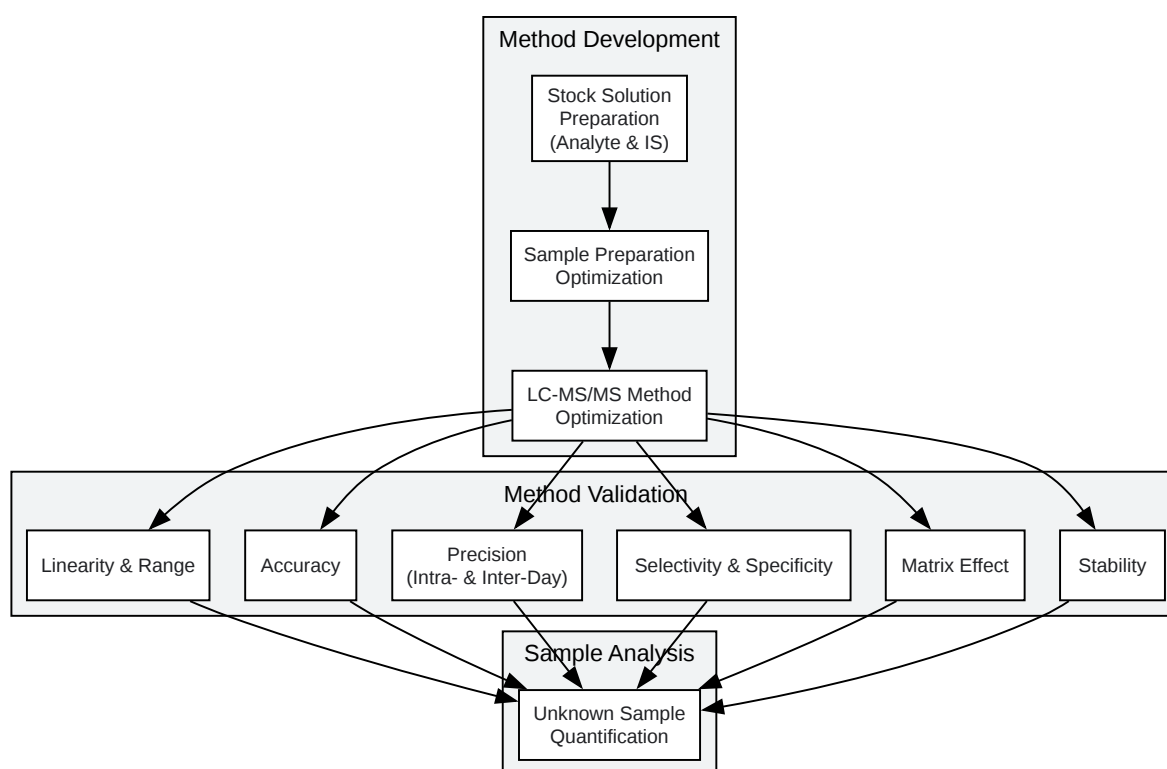 Method Development
Stock Solution
Preparation
(Analyte & IS)
Sample Preparation
Optimization
LC-MS/MS Method
Optimization
Method Validation
Linearity & Range
Accuracy
Precision
(Intra- & Inter-Day)
Selectivity & Specificity
Matrix Effect
Stability
Sample Analysis
Unknown Sample
Quantification